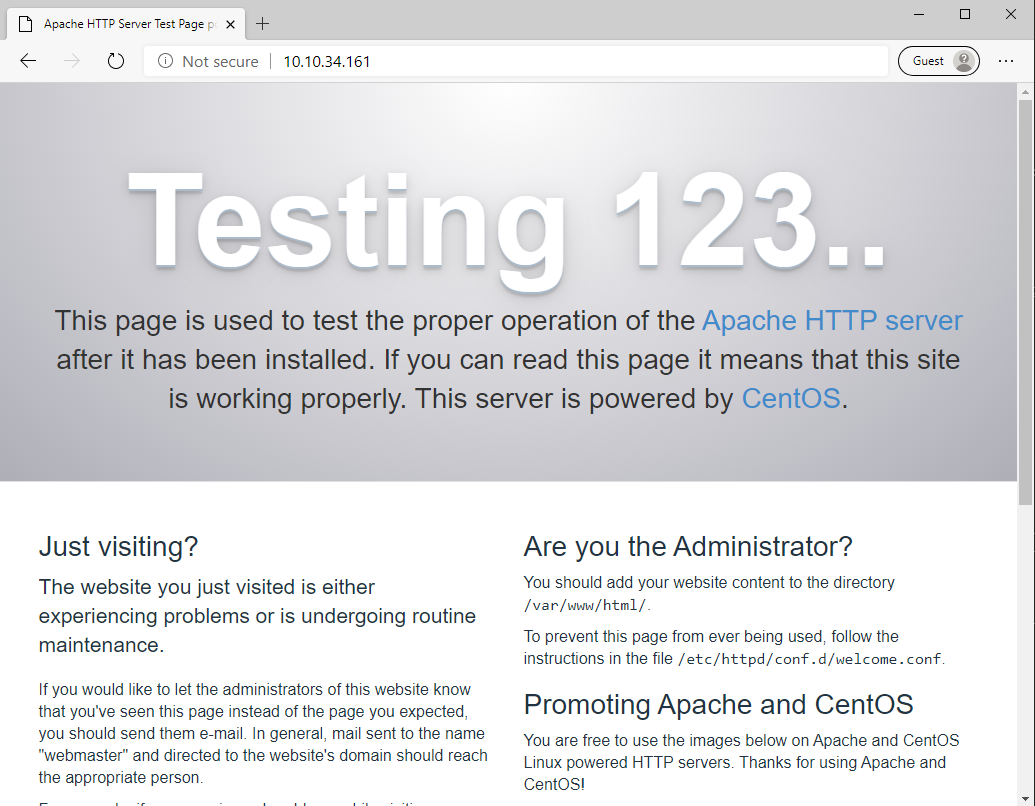 Apache HTTP Server Test Page
Not secure
10.10.34.161
Guest
Testing 123..
This page is used to test the proper operation of the Apache HTTP server
after it has been installed. If you can read this page it means that this site
is working properly. This server is powered by CentOS.
Just visiting?
The website you just visited is either
experiencing problems or is undergoing routine
maintenance.
If you would like to let the administrators of this website know
that you've seen this page instead of the page you expected,
you should send them e-mail. In general, mail sent to the name
"webmaster" and directed to the website's domain should reach
the appropriate person.
Are you the Administrator?
You should add your website content to the directory
/var/www/html/.
To prevent this page from ever being used, follow the
instructions in the file /etc/httpd/conf.d/welcome.conf.
Promoting Apache and CentOS
You are free to use the images below on Apache and CentOS
Linux powered HTTP servers. Thanks for using Apache and
CentOS!